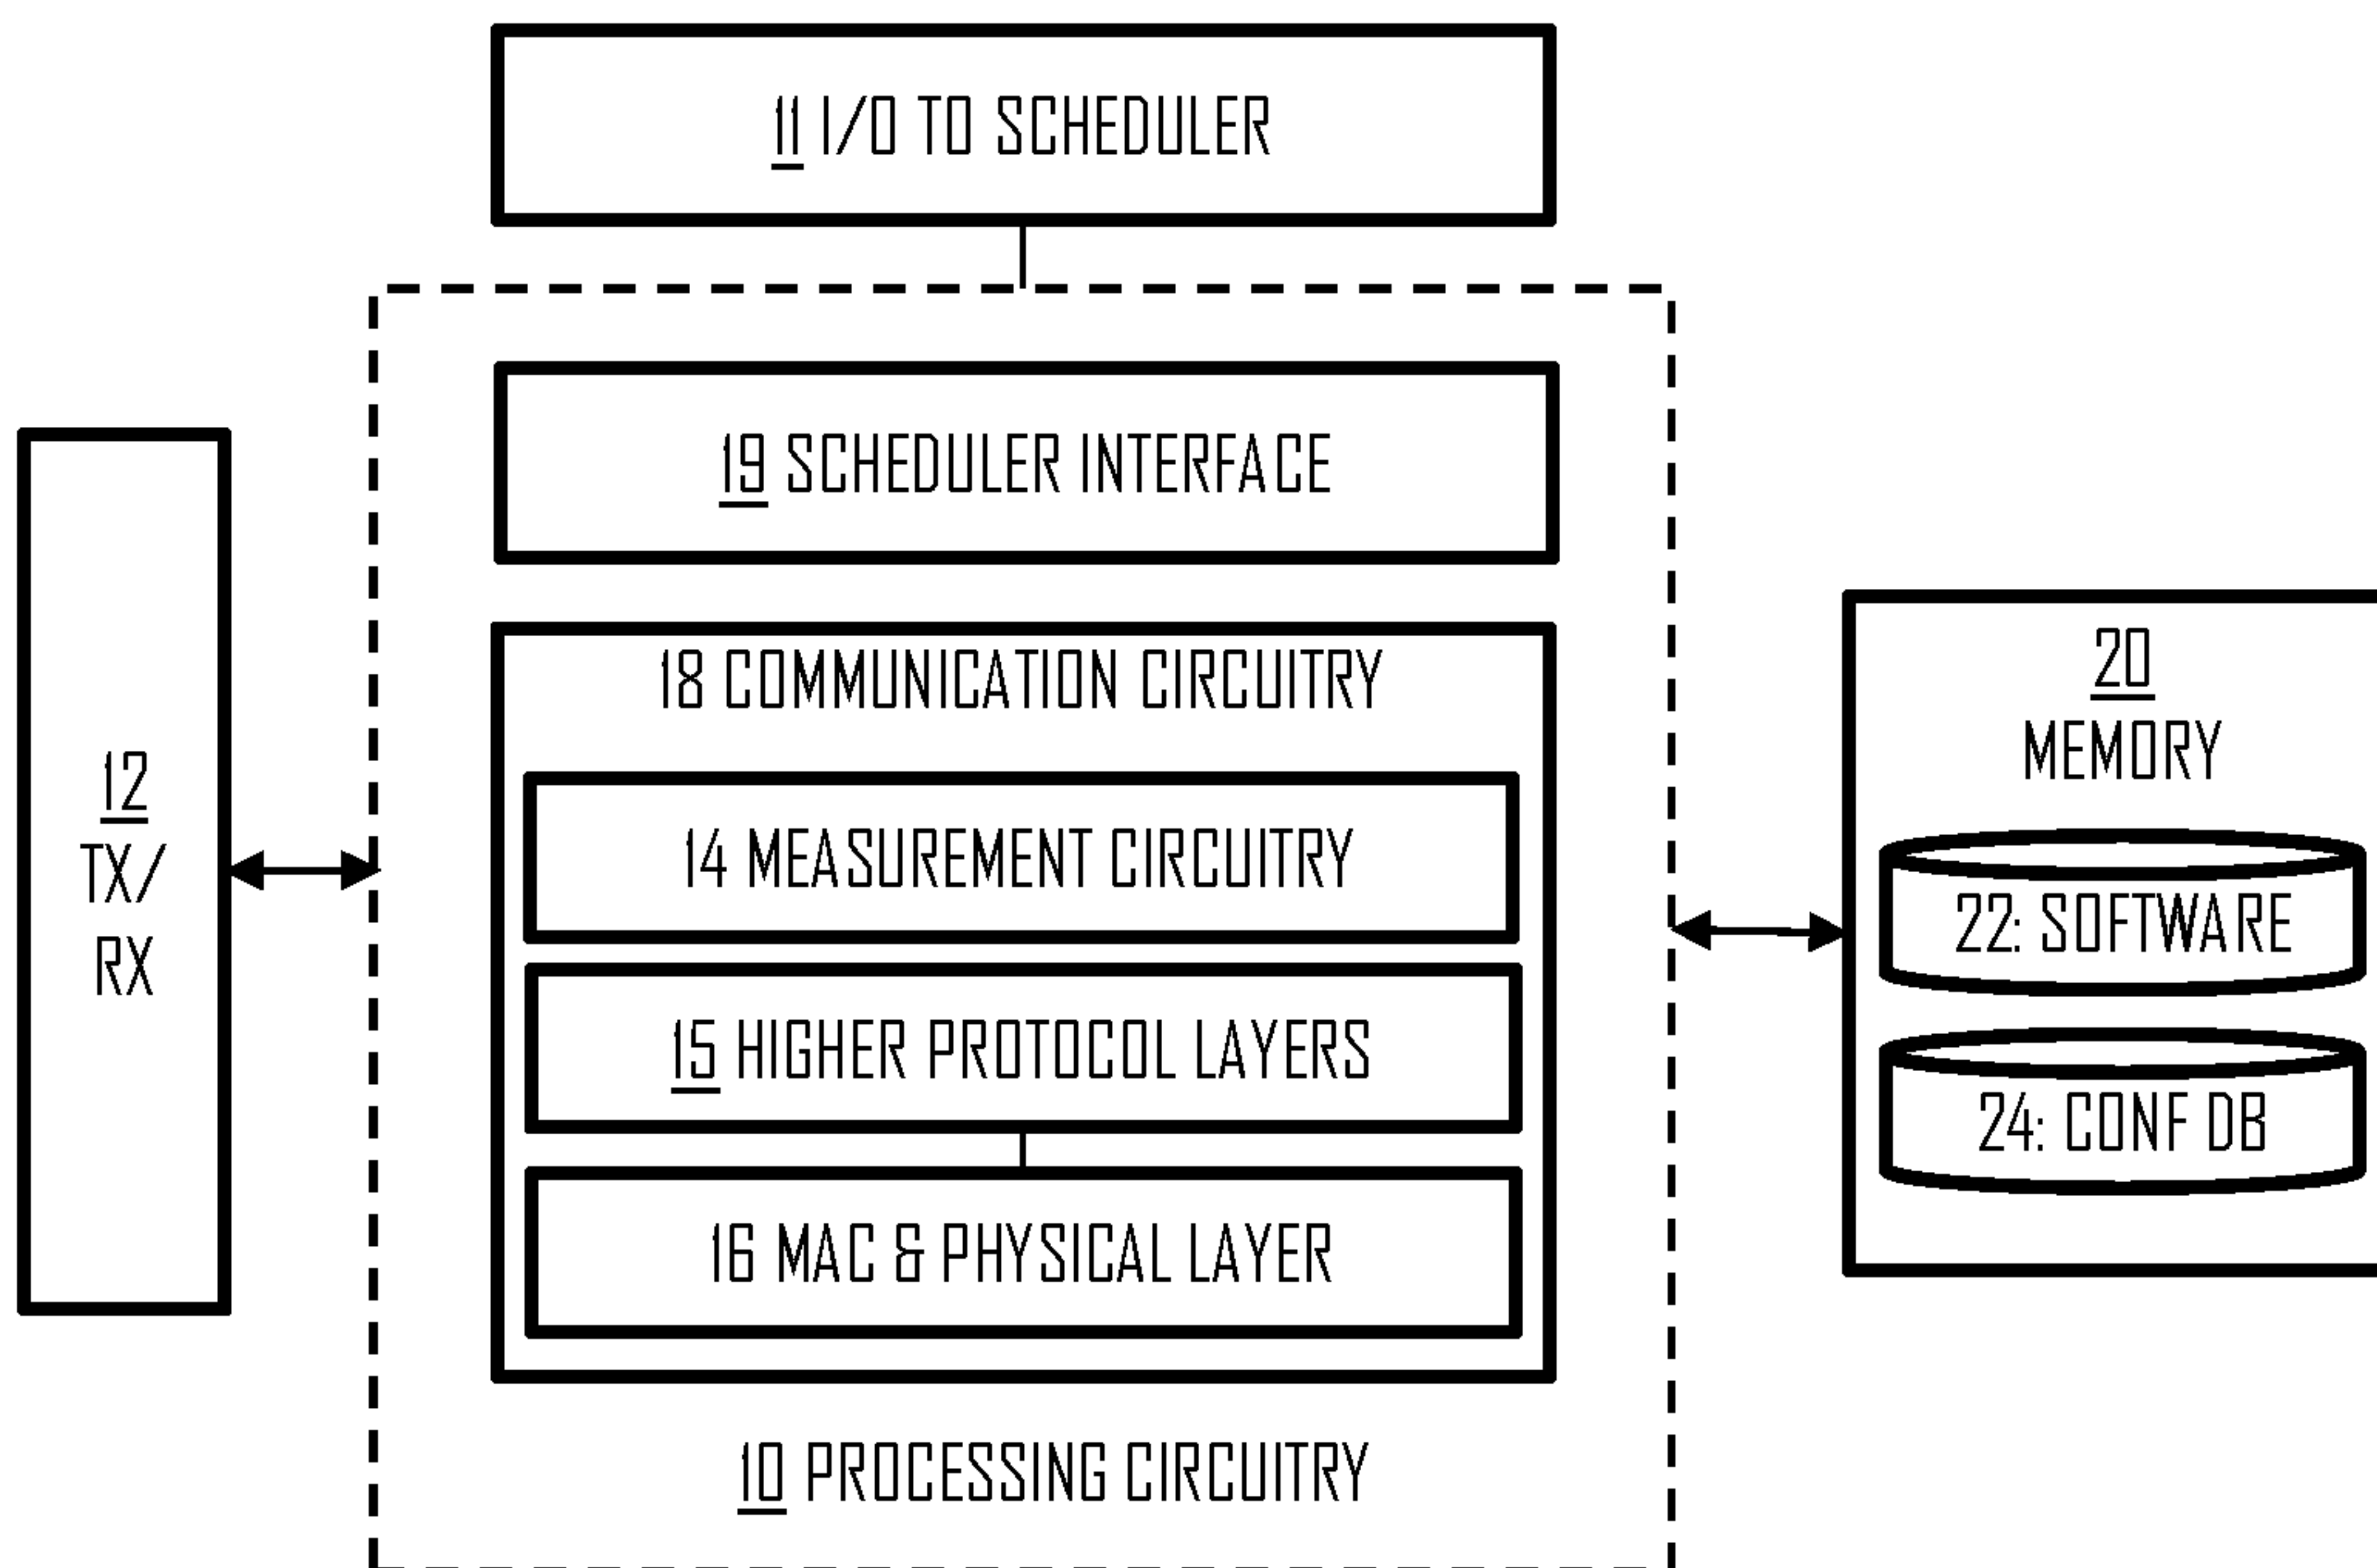 11 I/O TO SCHEDULER
19 SCHEDULER INTERFACE
18 COMMUNICATION CIRCUITRY
14 MEASUREMENT CIRCUITRY
15 HIGHER PROTOCOL LAYERS
16 MAC & PHYSICAL LAYER
10 PROCESSING CIRCUITRY
12
TX/
RX
20
MEMORY
22: SOFTWARE
24: CONF DB